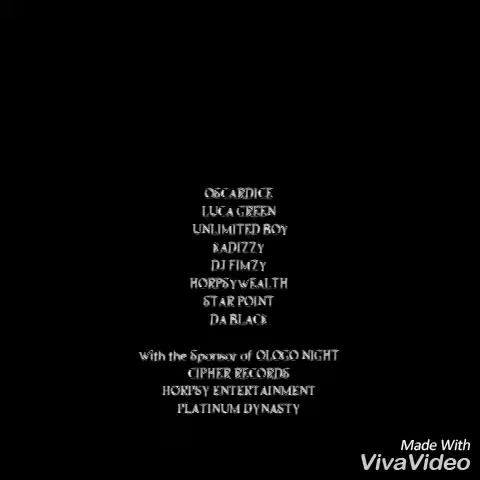 OSCARDICE
LUCA GREEN
UNLIMITED BOY
KADIZZY
DJ FIMZY
HORPSYWEALTH
STAR POINT
DA BLACK
With the Sponsor of OLOGO NIGHT
CIPHER RECORDS
HORPSY ENTERTAINMENT
PLATINUM DYNASTY
Made With
VivaVideo